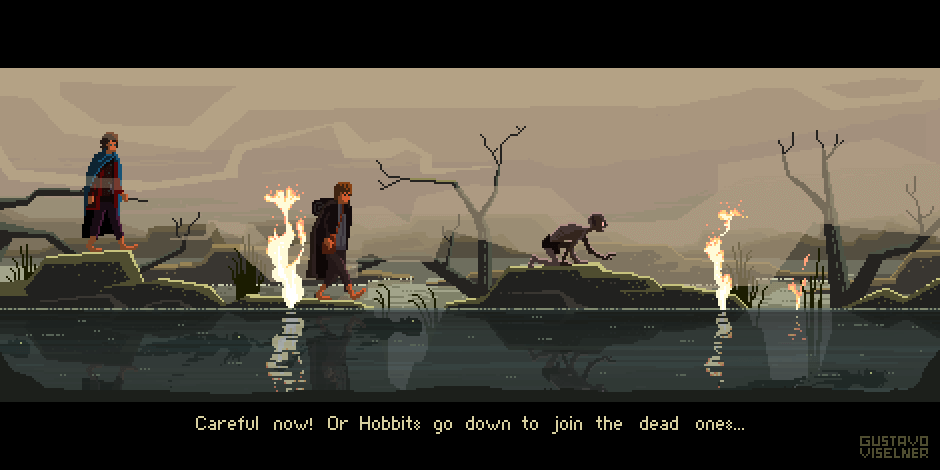 Careful now! Or Hobbits go down to join the dead ones...
GUSTAVO
VISELNER